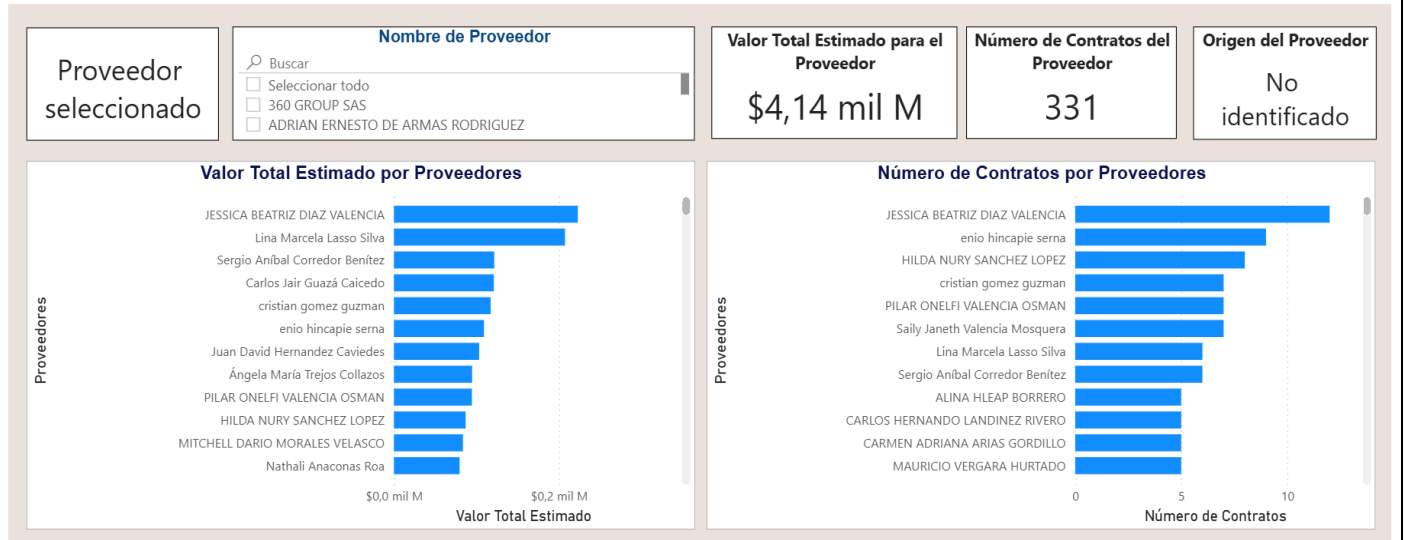 Proveedor
seleccionado
Nombre de Proveedor
Buscar
Seleccionar todo
360 GROUP SAS
ADRIAN ERNESTO DE ARMAS RODRIGUEZ
Valor Total Estimado para el
Proveedor
$4,14 mil M
Número de Contratos del
Proveedor
331
Origen del Proveedor
No
identificado
Valor Total Estimado por Proveedores
Proveedores
JESSICA BEATRIZ DIAZ VALENCIA
Lina Marcela Lasso Silva
Sergio Aníbal Corredor Benítez
Carlos Jair Guazá Caicedo
cristian gomez guzman
enio hincapie serna
Juan David Hernandez Caviedes
Ángela María Trejos Collazos
PILAR ONELFI VALENCIA OSMAN
HILDA NURY SANCHEZ LOPEZ
MITCHELL DARIO MORALES VELASCO
Nathali Anaconas Roa
$0,0 mil M $0,2 mil M
Valor Total Estimado
Número de Contratos por Proveedores
Proveedores
JESSICA BEATRIZ DIAZ VALENCIA
enio hincapie serna
HILDA NURY SANCHEZ LOPEZ
cristian gomez guzman
PILAR ONELFI VALENCIA OSMAN
Saily Janeth Valencia Mosquera
Lina Marcela Lasso Silva
Sergio Aníbal Corredor Benítez
ALINA HLEAP BORRERO
CARLOS HERNANDO LANDINEZ RIVERO
CARMEN ADRIANA ARIAS GORDILLO
MAURICIO VERGARA HURTADO
0 5 10
Número de Contratos